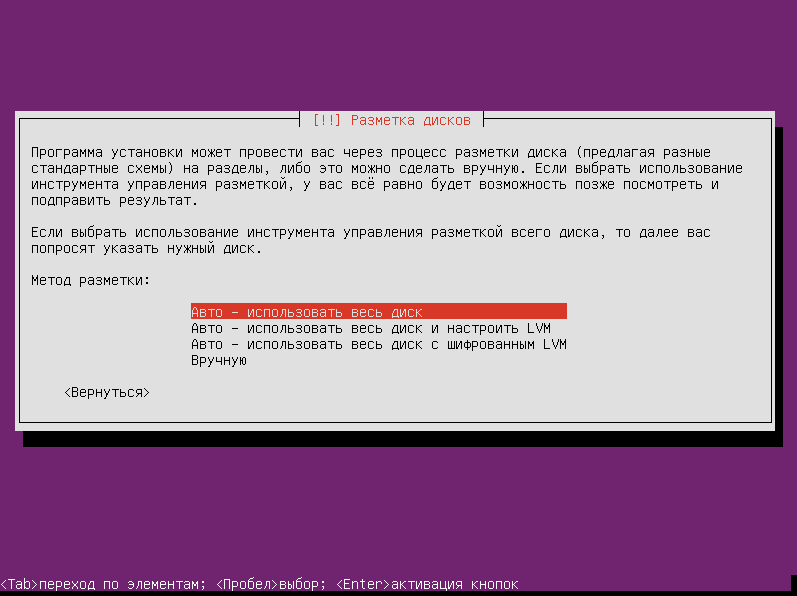 [!!] Разметка дисков
Программа установки может провести вас через процесс разметки диска (предлагая разные
стандартные схемы) на разделы, либо это можно сделать вручную. Если выбрать использование
инструмента управления разметкой, у вас всё равно будет возможность позже посмотреть и
подправить результат.
Если выбрать использование инструмента управления разметкой всего диска, то далее вас
попросят указать нужный диск.
Метод разметки:
Авто - использовать весь диск
Авто - использовать весь диск и настроить LVM
Авто - использовать весь диск с шифрованным LVM
Вручную
<Вернуться>
<Tab>переход по элементам; <Пробел>выбор; <Enter>активация кнопок